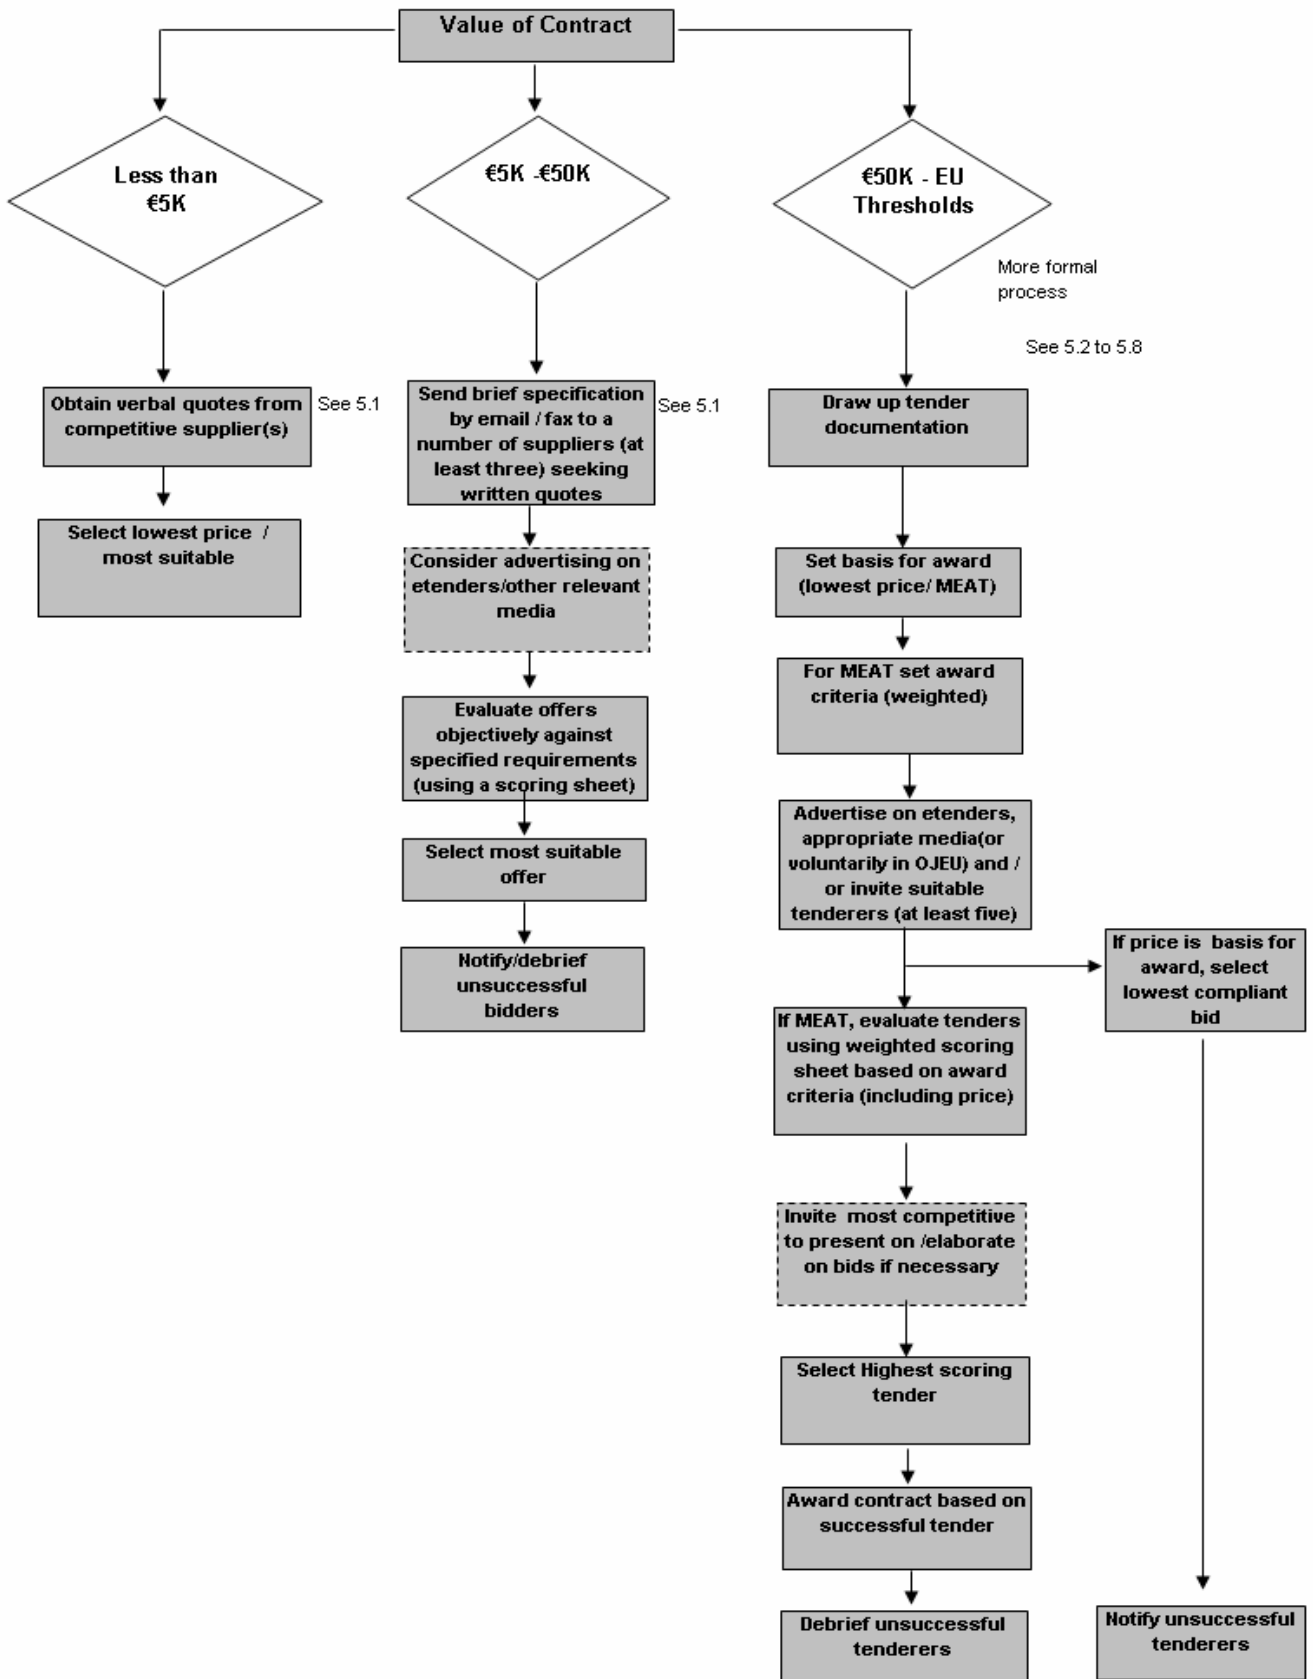 Value of Contract
Less than
€5K
€5K -€50K
€50K - EU
Thresholds
More formal
process
See 5.2 to 5.8
Obtain verbal quotes from
competitive supplier(s)
See 5.1
Select lowest price /
most suitable
Send brief specification
by email / fax to a
number of suppliers (at
least three) seeking
written quotes
See 5.1
Consider advertising on
etenders/other relevant
media
Evaluate offers
objectively against
specified requirements
(using a scoring sheet)
Select most suitable
offer
Notify/debrief
unsuccessful
bidders
Draw up tender
documentation
Set basis for award
(lowest price/ MEAT)
For MEAT set award
criteria (weighted)
Advertise on etenders,
appropriate media(or
voluntarily in OJEU) and /
or invite suitable
tenderers (at least five)
If price is basis for
award, select
lowest compliant
bid
If MEAT, evaluate tenders
using weighted scoring
sheet based on award
criteria (including price)
Invite most competitive
to present on /elaborate
on bids if necessary
Select Highest scoring
tender
Award contract based on
successful tender
Debrief unsuccessful
tenderers
Notify unsuccessful
tenderers